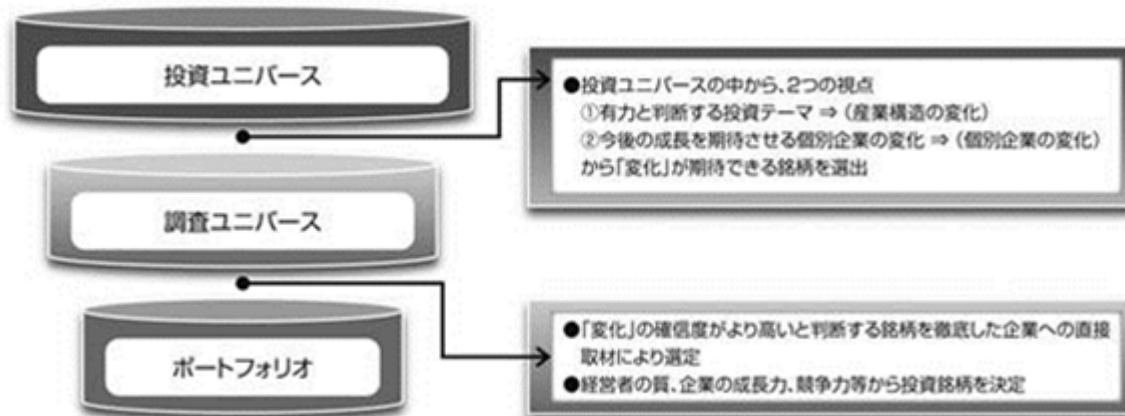 投資ユニバース
●投資ユニバースの中から、2つの視点
①有力と判断する投資テーマ ⇒ (産業構造の変化)
②今後の成長を期待させる個別企業の変化 ⇒ (個別企業の変化)
から「変化」が期待できる銘柄を選出
調査ユニバース
●「変化」の確信度がより高いと判断する銘柄を徹底した企業への直接
取材により選定
●経営者の質、企業の成長力、競争力等から投資銘柄を決定
ポートフォリオ